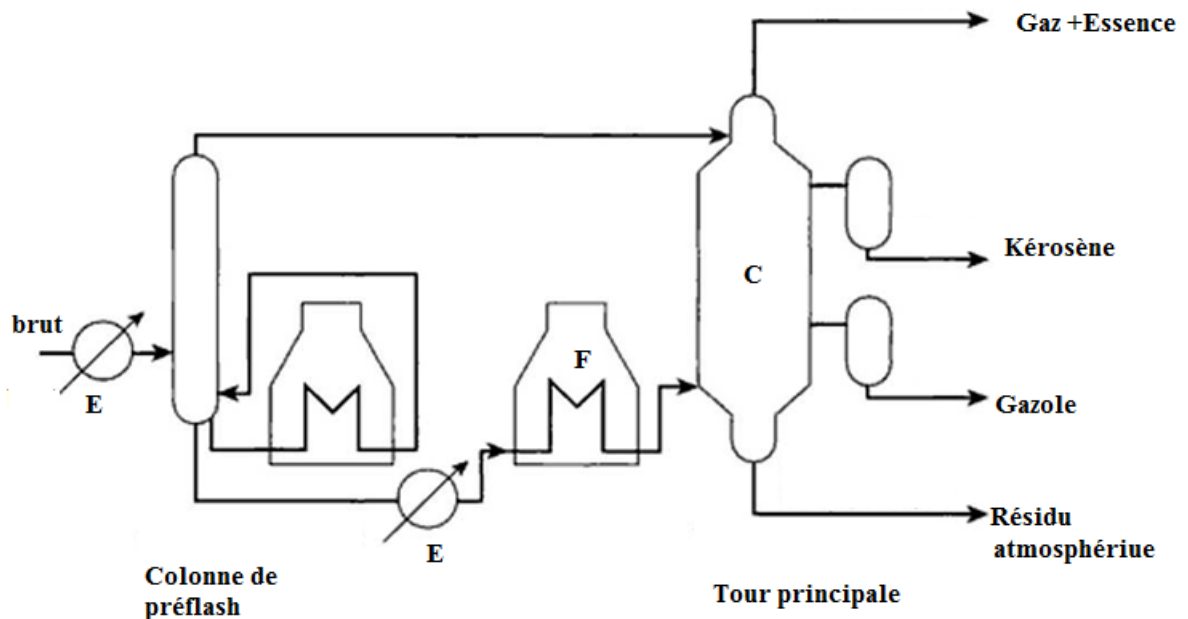 Gaz +Essence
Kérosène
C
brut
F
E
Gazole
Résidu
atmosphériue
E
Colonne de
préflash
Tour principale